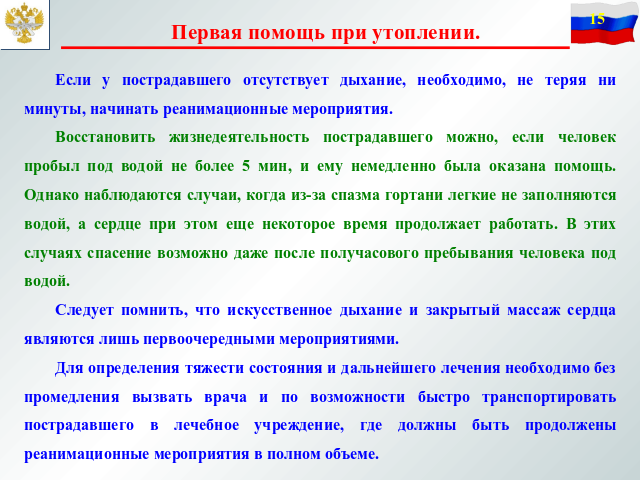 15
Первая помощь при утоплении.
Если у пострадавшего отсутствует дыхание, необходимо, не теряя ни
минуты, начинать реанимационные мероприятия.
Восстановить жизнедеятельность пострадавшего можно, если человек
пробыл под водой не более 5 мин, и ему немедленно была оказана помощь.
Однако наблюдаются случаи, когда из-за спазма гортани легкие не заполняются
водой, а сердце при этом еще некоторое время продолжает работать. В этих
случаях спасение возможно даже после получасового пребывания человека под
водой.
Следует помнить, что искусственное дыхание и закрытый массаж сердца
являются лишь первоочередными мероприятиями.
Для определения тяжести состояния и дальнейшего лечения необходимо без
промедления вызвать врача и по возможности быстро транспортировать
пострадавшего в лечебное учреждение, где должны быть продолжены
реанимационные мероприятия в полном объеме.